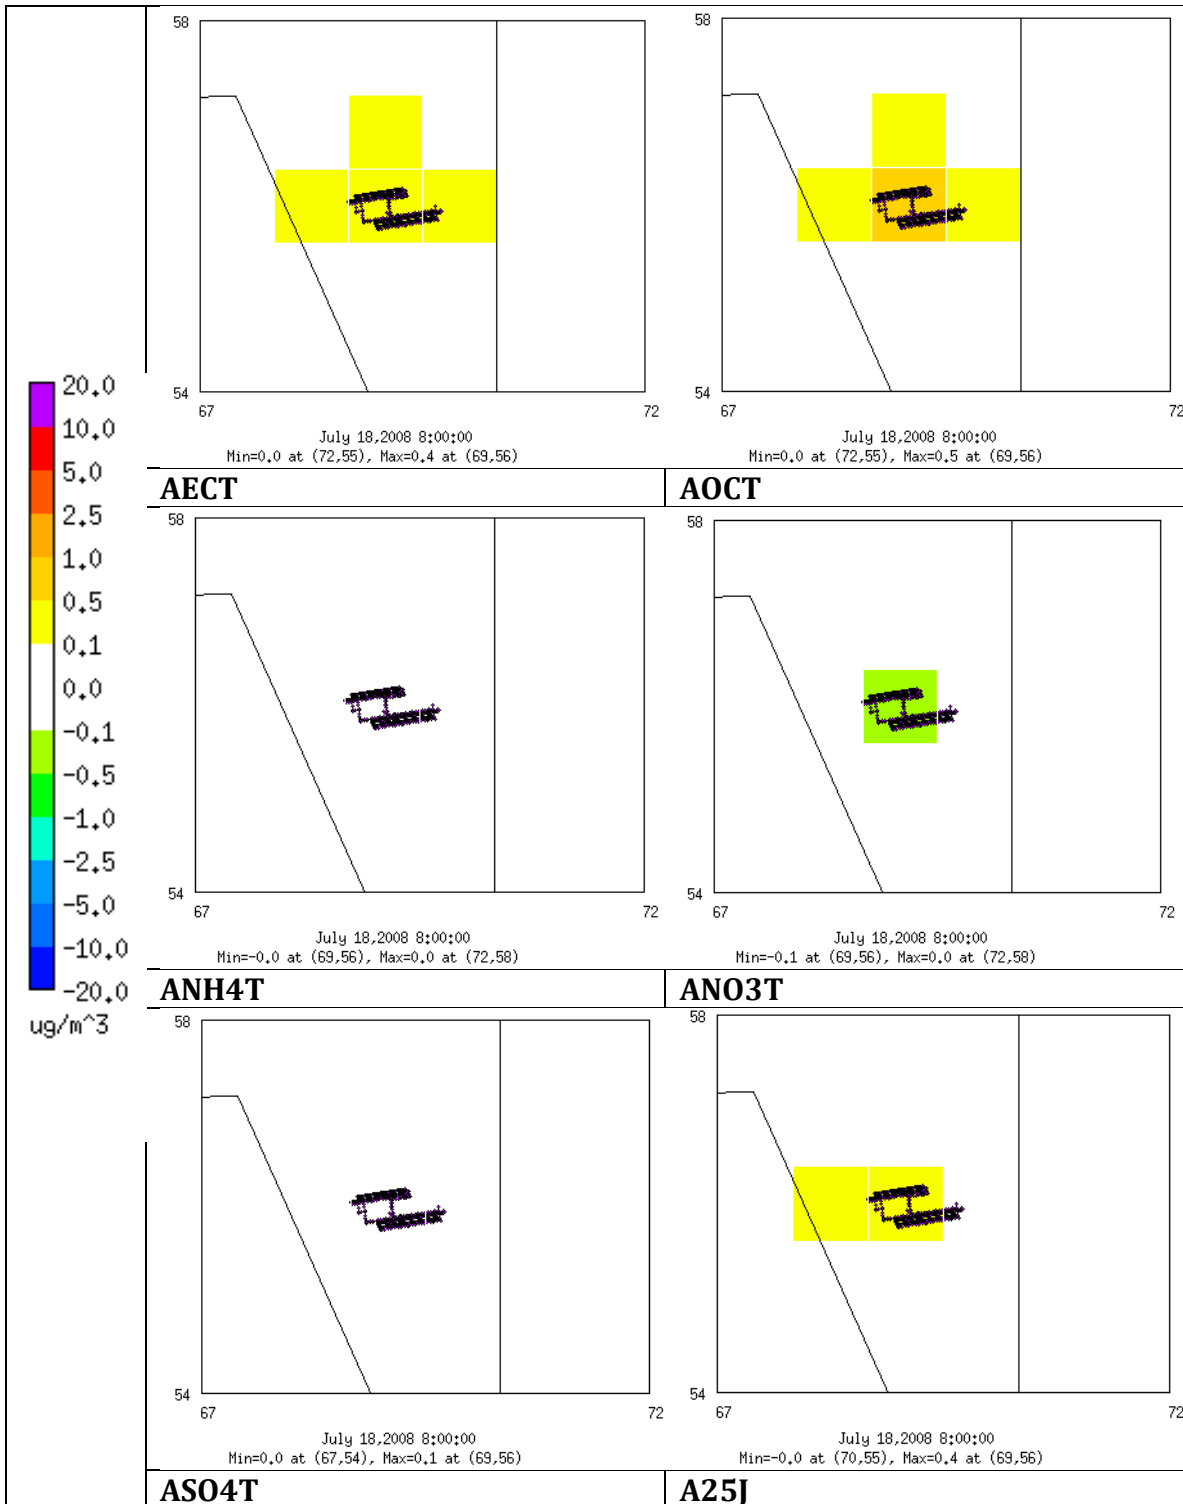 20.0
10.0
5.0
2.5
1.0
0.5
0.1
0.0
-0.1
-0.5
-1.0
-2.5
-5.0
-10.0
-20.0
ug/m^3
58
54
67
72
July 18,2008 8:00:00
Min=0.0 at (72,55), Max=0.4 at (69,56)
AECT
58
54
67
72
July 18,2008 8:00:00
Min=0.0 at (72,55), Max=0.5 at (69,56)
AOCT
58
54
67
72
July 18,2008 8:00:00
Min=-0.0 at (69,56), Max=0.0 at (72,58)
ANH4T
58
54
67
72
July 18,2008 8:00:00
Min=-0.1 at (69,56), Max=0.0 at (72,58)
ANO3T
58
54
67
72
July 18,2008 8:00:00
Min=0.0 at (67,54), Max=0.1 at (69,56)
ASO4T
58
54
67
72
July 18,2008 8:00:00
Min=-0.0 at (70,55), Max=0.4 at (69,56)
A25J